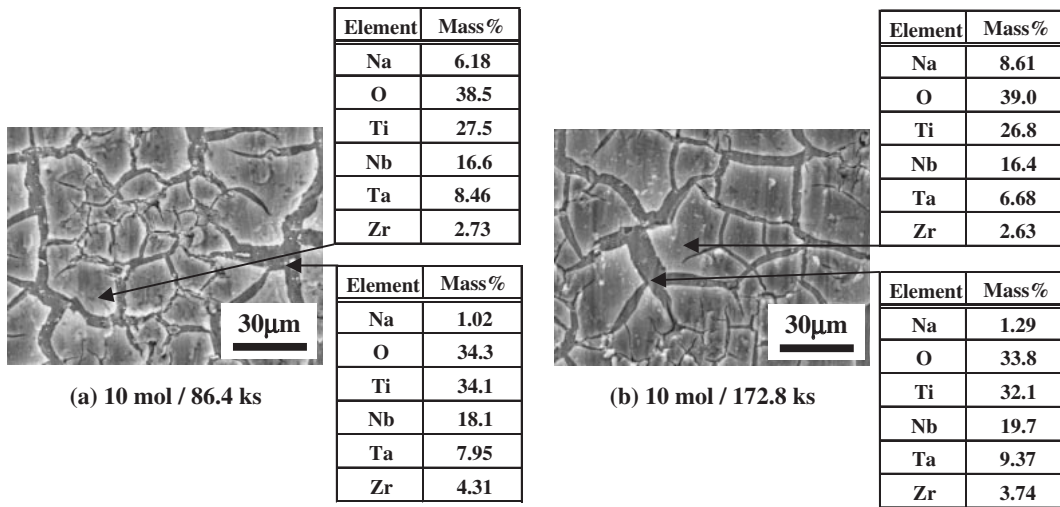 Element Mass%
Na 6.18
O 38.5
Ti 27.5
Nb 16.6
Ta 8.46
Zr 2.73
Element Mass%
Na 1.02
O 34.3
Ti 34.1
Nb 18.1
Ta 7.95
Zr 4.31
30μm
(a) 10 mol / 86.4 ks
Element Mass%
Na 8.61
O 39.0
Ti 26.8
Nb 16.4
Ta 6.68
Zr 2.63
Element Mass%
Na 1.29
O 33.8
Ti 32.1
Nb 19.7
Ta 9.37
Zr 3.74
30μm
(b) 10 mol / 172.8 ks